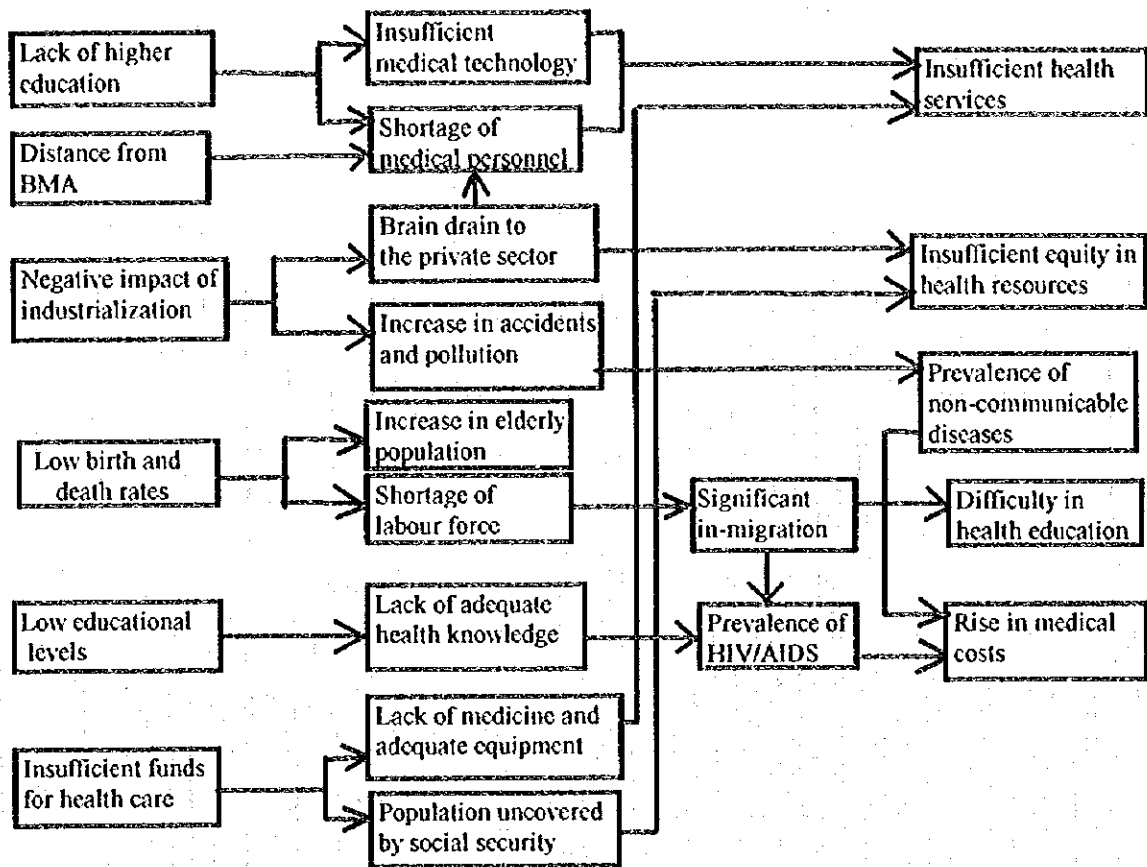 Lack of higher
education
Distance from
BMA
Negative impact of
industrialization
Low birth and
death rates
Low educational
levels
Insufficient funds
for health care
Insufficient
medical technology
Shortage of
medical personnel
Brain drain to
the private sector
Increase in accidents
and pollution
Increase in elderly
population
Shortage of
labour force
Lack of adequate
health knowledge
Lack of medicine and
adequate equipment
Population uncovered
by social security
Significant
in-migration
Prevalence of
HIV/AIDS
Insufficient health
services
Insufficient equity in
health resources
Prevalence of
non-communicable
diseases
Difficulty in
health education
Rise in medical
costs